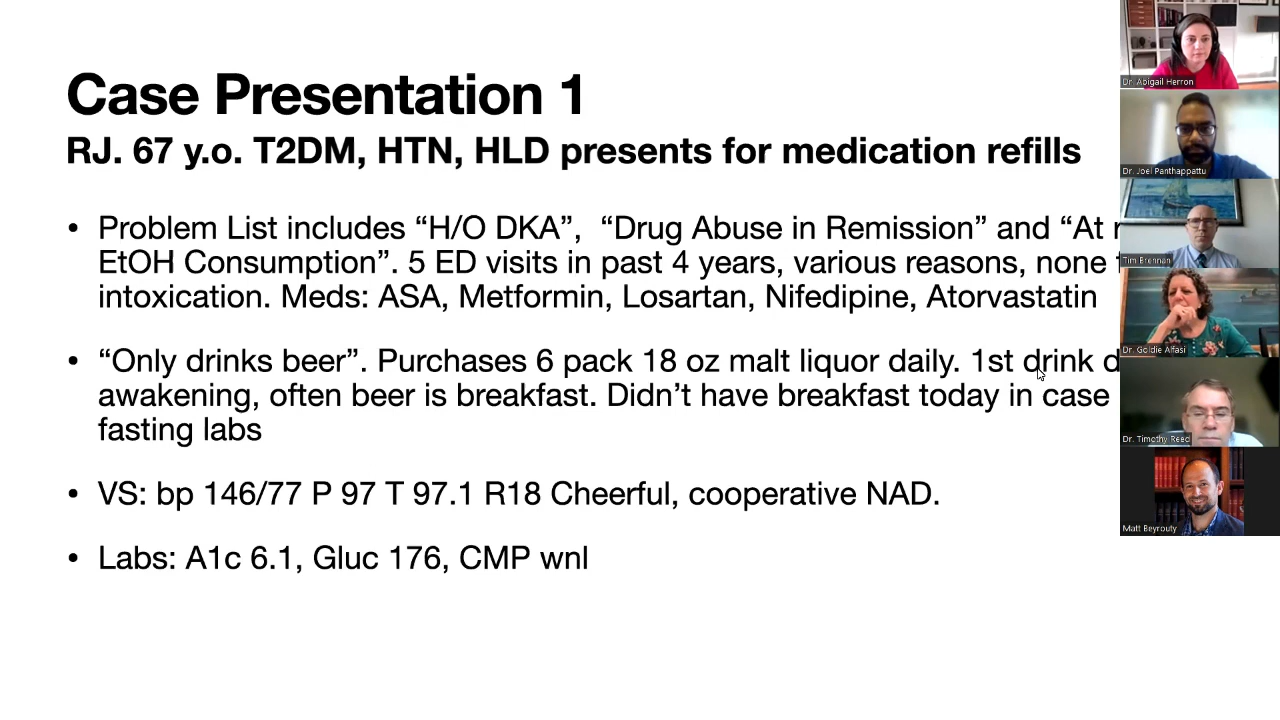 Case Presentation 1
RJ. 67 y.o. T2DM, HTN, HLD presents for medication refills
• Problem List includes “H/O DKA”,  “Drug Abuse in Remission” and “At
EtOH Consumption”. 5 ED visits in past 4 years, various reasons, none
intoxication. Meds: ASA, Metformin, Losartan, Nifedipine, Atorvastatin
• “Only drinks beer”. Purchases 6 pack 18 oz malt liquor daily. 1st drink
awakening, often beer is breakfast. Didn’t have breakfast today in case
fasting labs
• VS: bp 146/77 P 97 T 97.1 R18 Cheerful, cooperative NAD.
• Labs: A1c 6.1, Gluc 176, CMP wnl
Dr. Abigail Herron
Dr. Joel Panthappattu
Tim Brennan
Dr. Goldie Alfasi
Dr. Timothy Reed
Matt Beyrouty